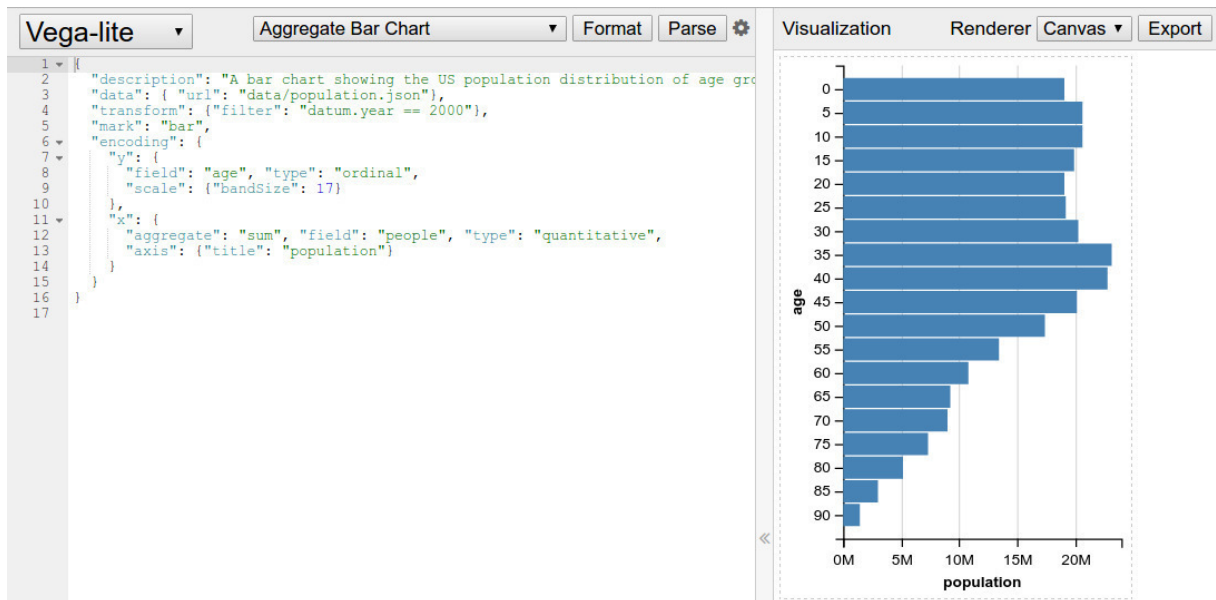 Vega-lite
Aggregate Bar Chart
Format
Parse
1 {
2 "description": "A bar chart showing the US population distribution of age gro
3 "data": { "url": "data/population.json"},
4 "transform": {"filter": "datum.year == 2000"},
5 "mark": "bar",
6 "encoding": {
7 "y": {
8 "field": "age", "type": "ordinal",
9 "scale": {"bandSize": 17}
10 },
11 "x": {
12 "aggregate": "sum", "field": "people", "type": "quantitative",
13 "axis": {"title": "population"}
14 }
15 }
16 }
17
Visualization
Renderer
Canvas
Export
0
5
10
15
20
25
30
35
40
45
age
50
55
60
65
70
75
80
85
90
0M 5M 10M 15M 20M
population